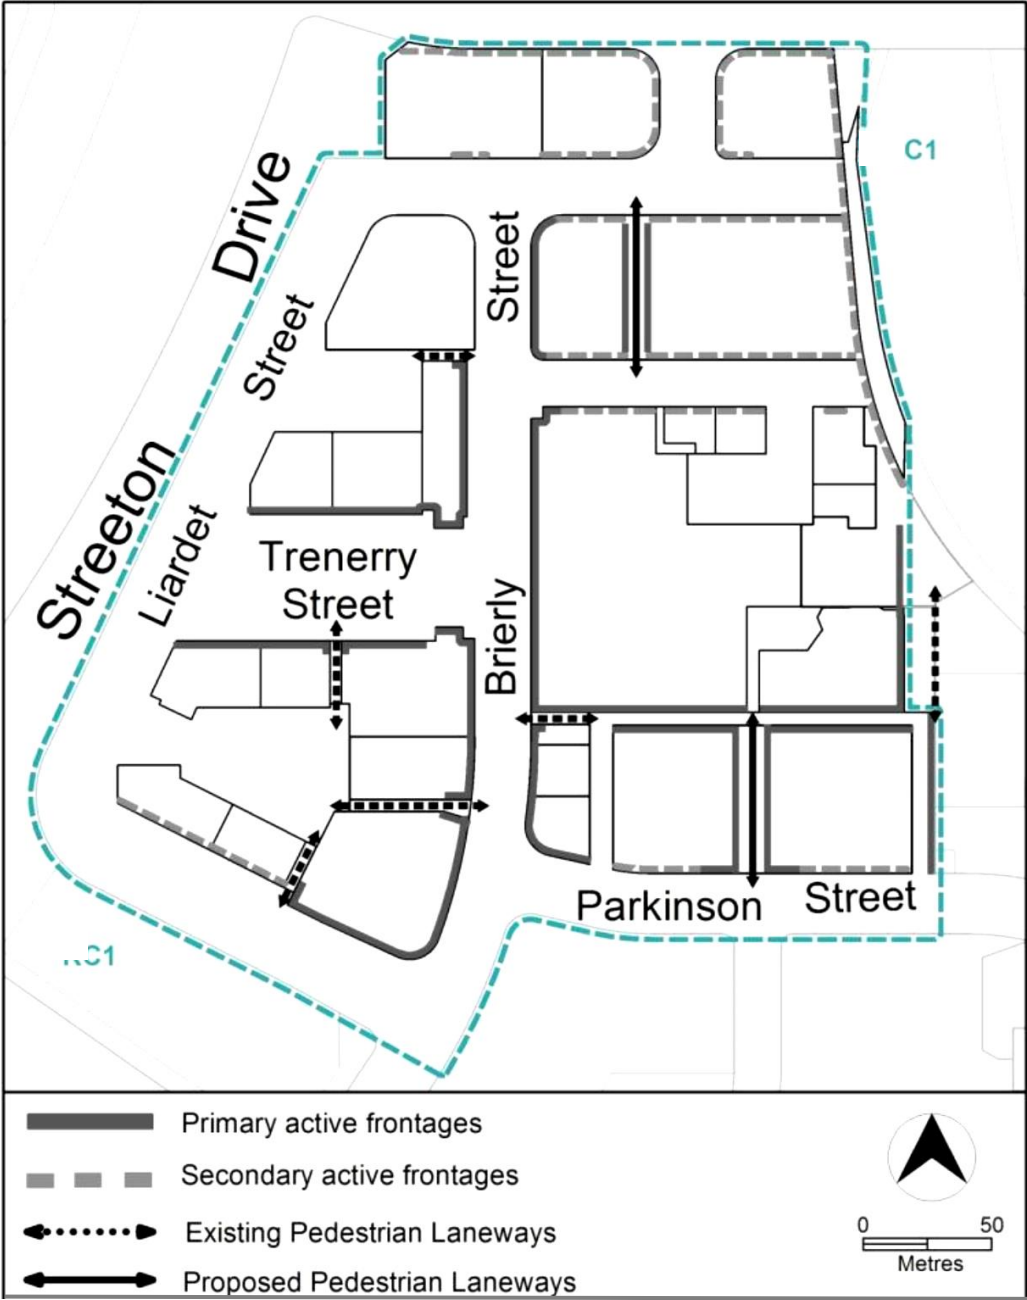 C1
Drive
Street
Street
Streeton
Liardet
Trenerry
Street
Brierly
Parkinson Street
C1
Primary active frontages
Secondary active frontages
Existing Pedestrian Laneways
Proposed Pedestrian Laneways
0 50
Metres